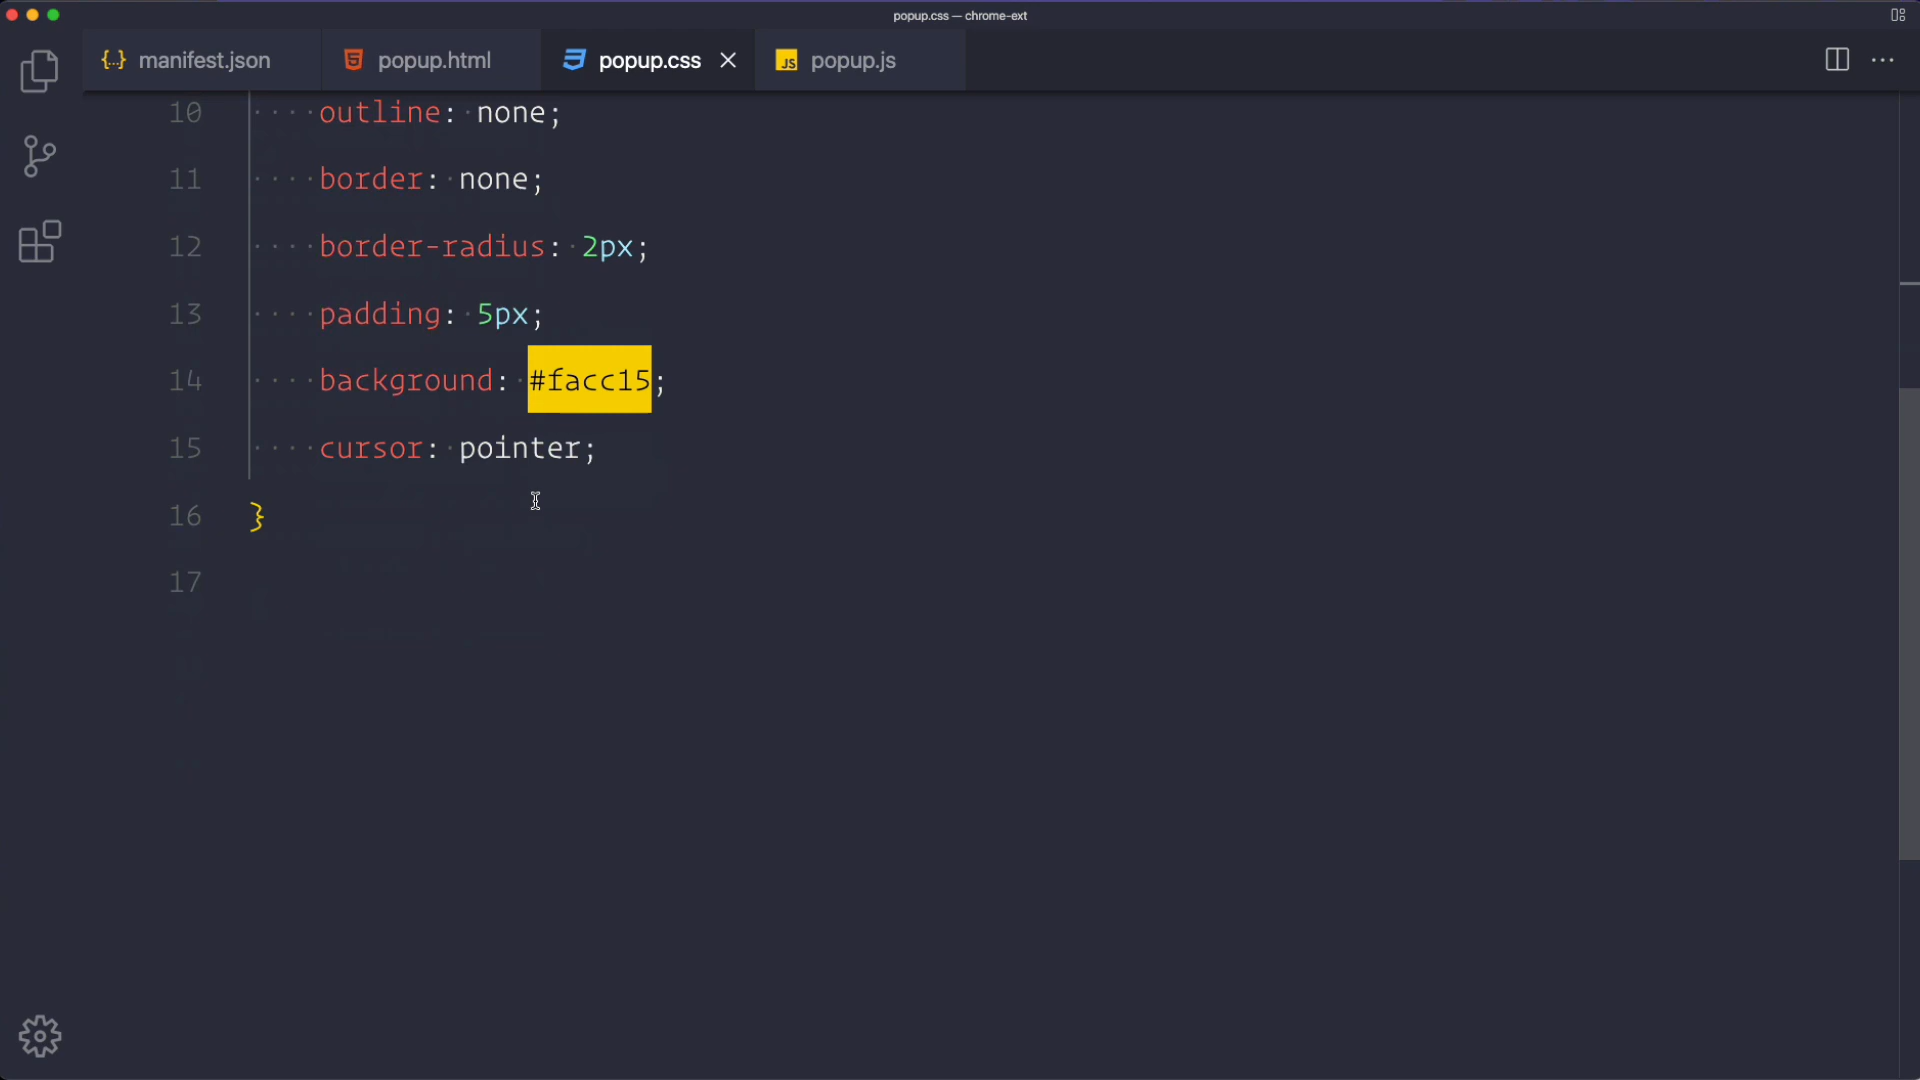 popup.css — chrome-ext
{..} manifest.json popup.html popup.css JS popup.js
10 outline: none;
11 border: none;
12 border-radius: 2px;
13 padding: 5px;
14 background: #facc15;
15 cursor: pointer;
16 }
17